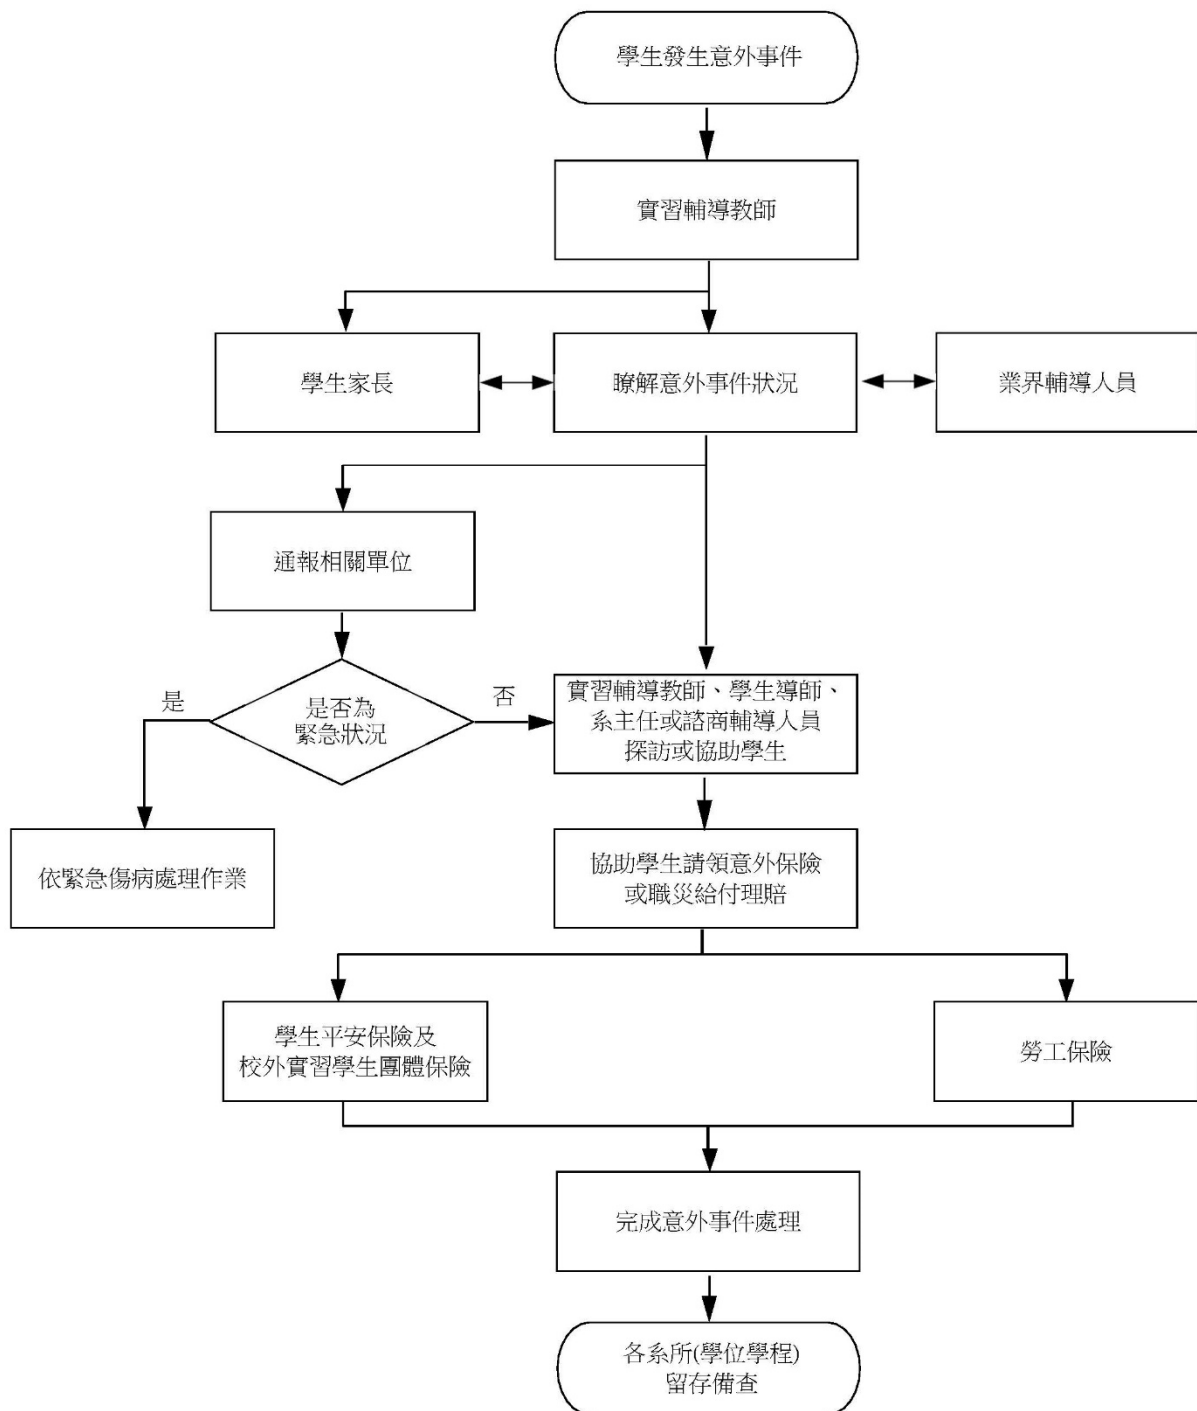 學生發生意外事件
實習輔導教師
學生家長
瞭解意外事件狀況
業界輔導人員
通報相關單位
是
是否為
緊急狀況
否
實習輔導教師、學生導師、
系主任或諮商輔導人員
探訪或協助學生
依緊急傷病處理作業
協助學生請領意外保險
或職災給付理賠
學生平安保險及
校外實習學生團體保險
勞工保險
完成意外事件處理
各系所(學位學程)
留存備查